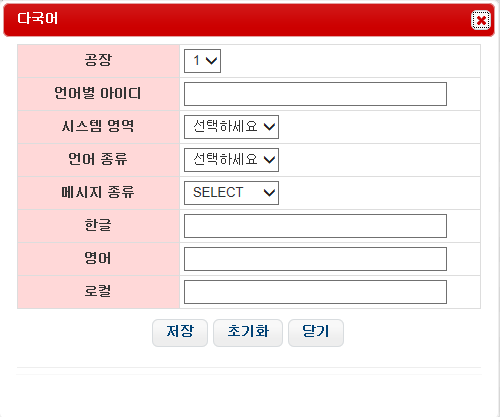 다국어
공장 1
언어별 아이디
시스템 영역 선택하세요
언어 종류 선택하세요
메시지 종류 SELECT
한글
영어
로컬
저장 초기화 닫기